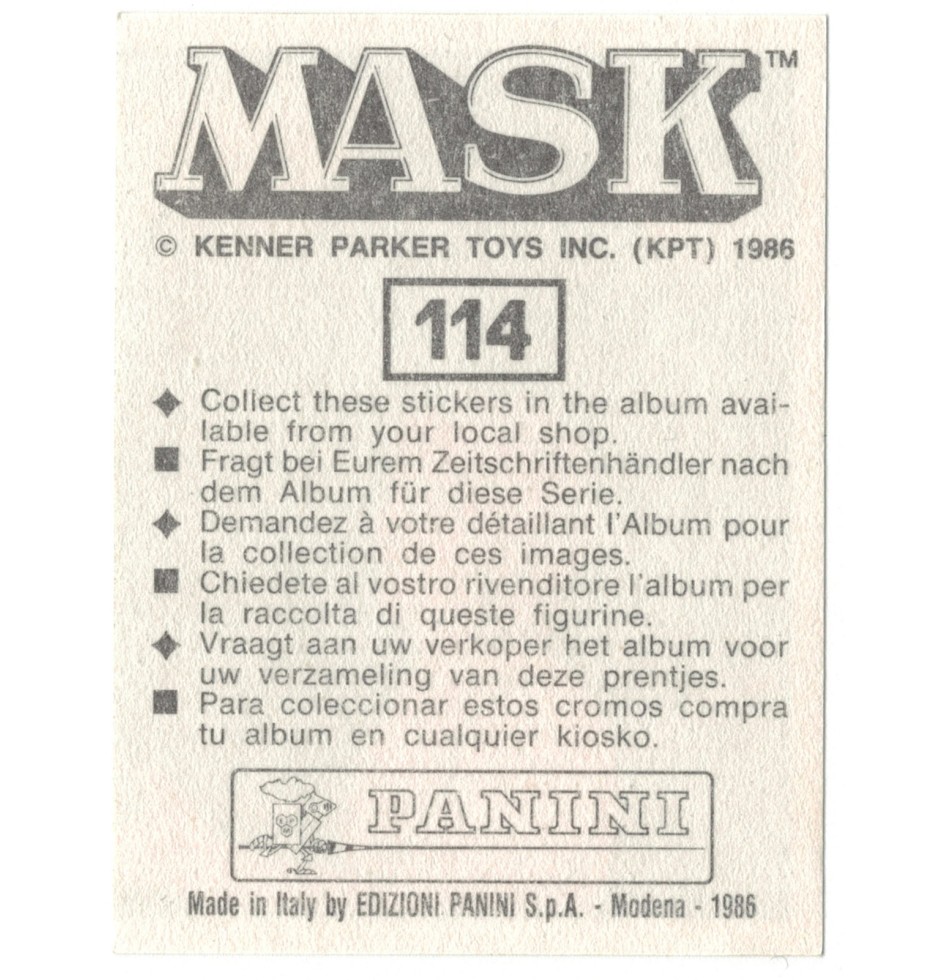 MASK™
© KENNER PARKER TOYS INC. (KPT) 1986
114
◆ Collect these stickers in the album avai-
lable from your local shop.
■ Fragt bei Eurem Zeitschriftenhändler nach
dem Album für diese Serie.
◆ Demandez à votre détaillant l'Album pour
la collection de ces images.
■ Chiedete al vostro rivenditore l'album per
la raccolta di queste figurine.
◆ Vraagt aan uw verkoper het album voor
uw verzameling van deze prentjes.
■ Para coleccionar estos cromos compra
tu album en cualquier kiosko.
PANINI
Made in Italy by EDIZIONI PANINI S.p.A. - Modena - 1986